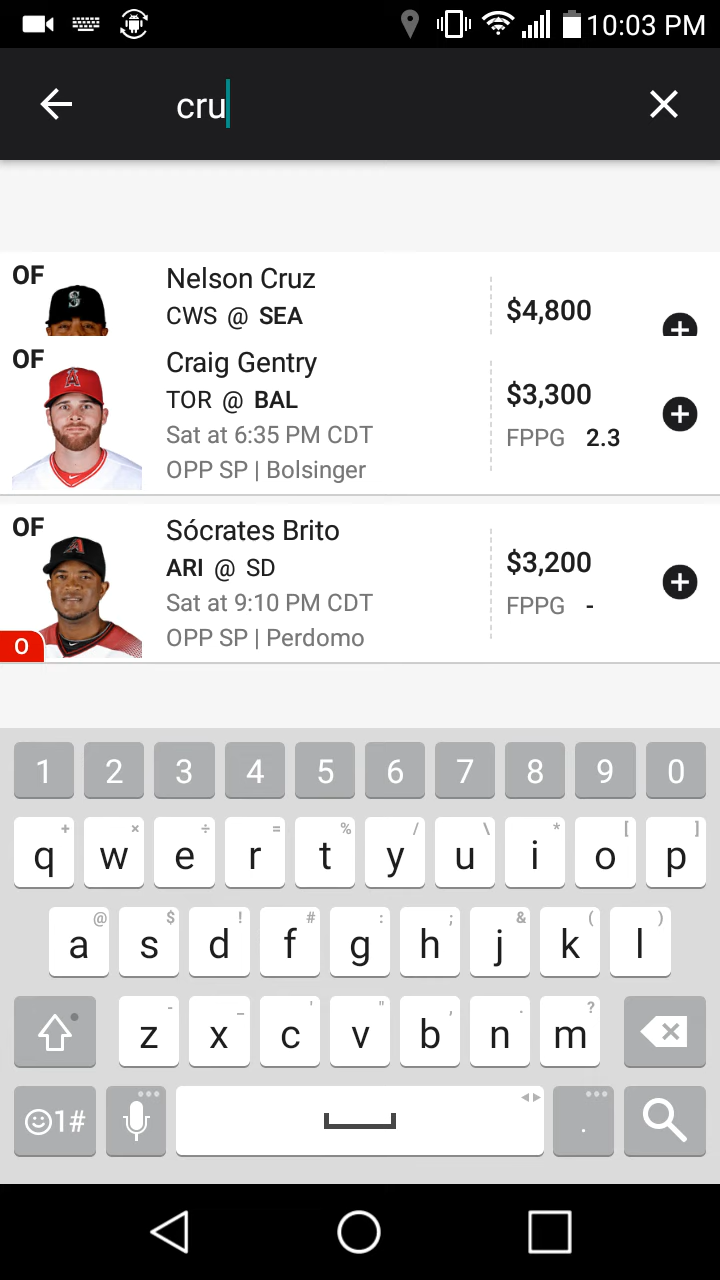 10:03 PM
cru
OF
Nelson Cruz
CWS @ SEA
$4,800
OF
Craig Gentry
TOR @ BAL
$3,300
Sat at 6:35 PM CDT
FPPG 2.3
OPP SP | Bolsinger
OF
Sócrates Brito
ARI @ SD
$3,200
Sat at 9:10 PM CDT
FPPG -
OPP SP | Perdomo
O
1 2 3 4 5 6 7 8 9 0
+ × ÷ = % / \ * [ ]
q w e r t y u i o p
@ $ ! # : ; & ( )
a s d f g h j k l
- _ ' " , . ?
z x c v b n m
1# .